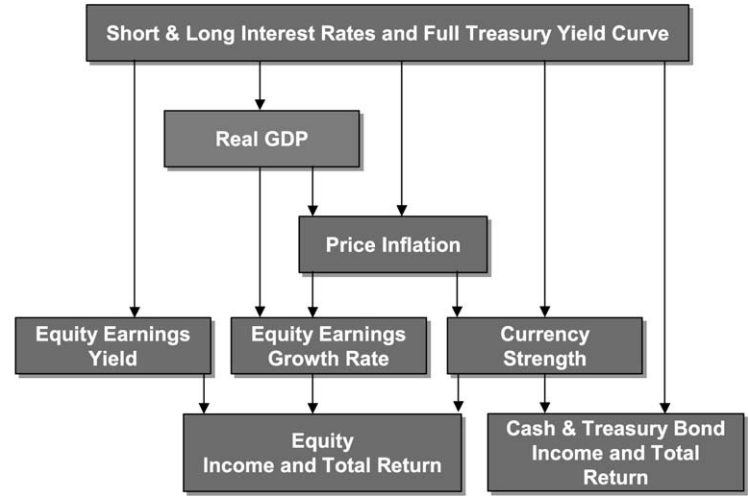 Short & Long Interest Rates and Full Treasury Yield Curve
Real GDP
Price Inflation
Equity Earnings
Yield
Equity Earnings
Growth Rate
Currency
Strength
Equity
Income and Total Return
Cash & Treasury Bond
Income and Total
Return